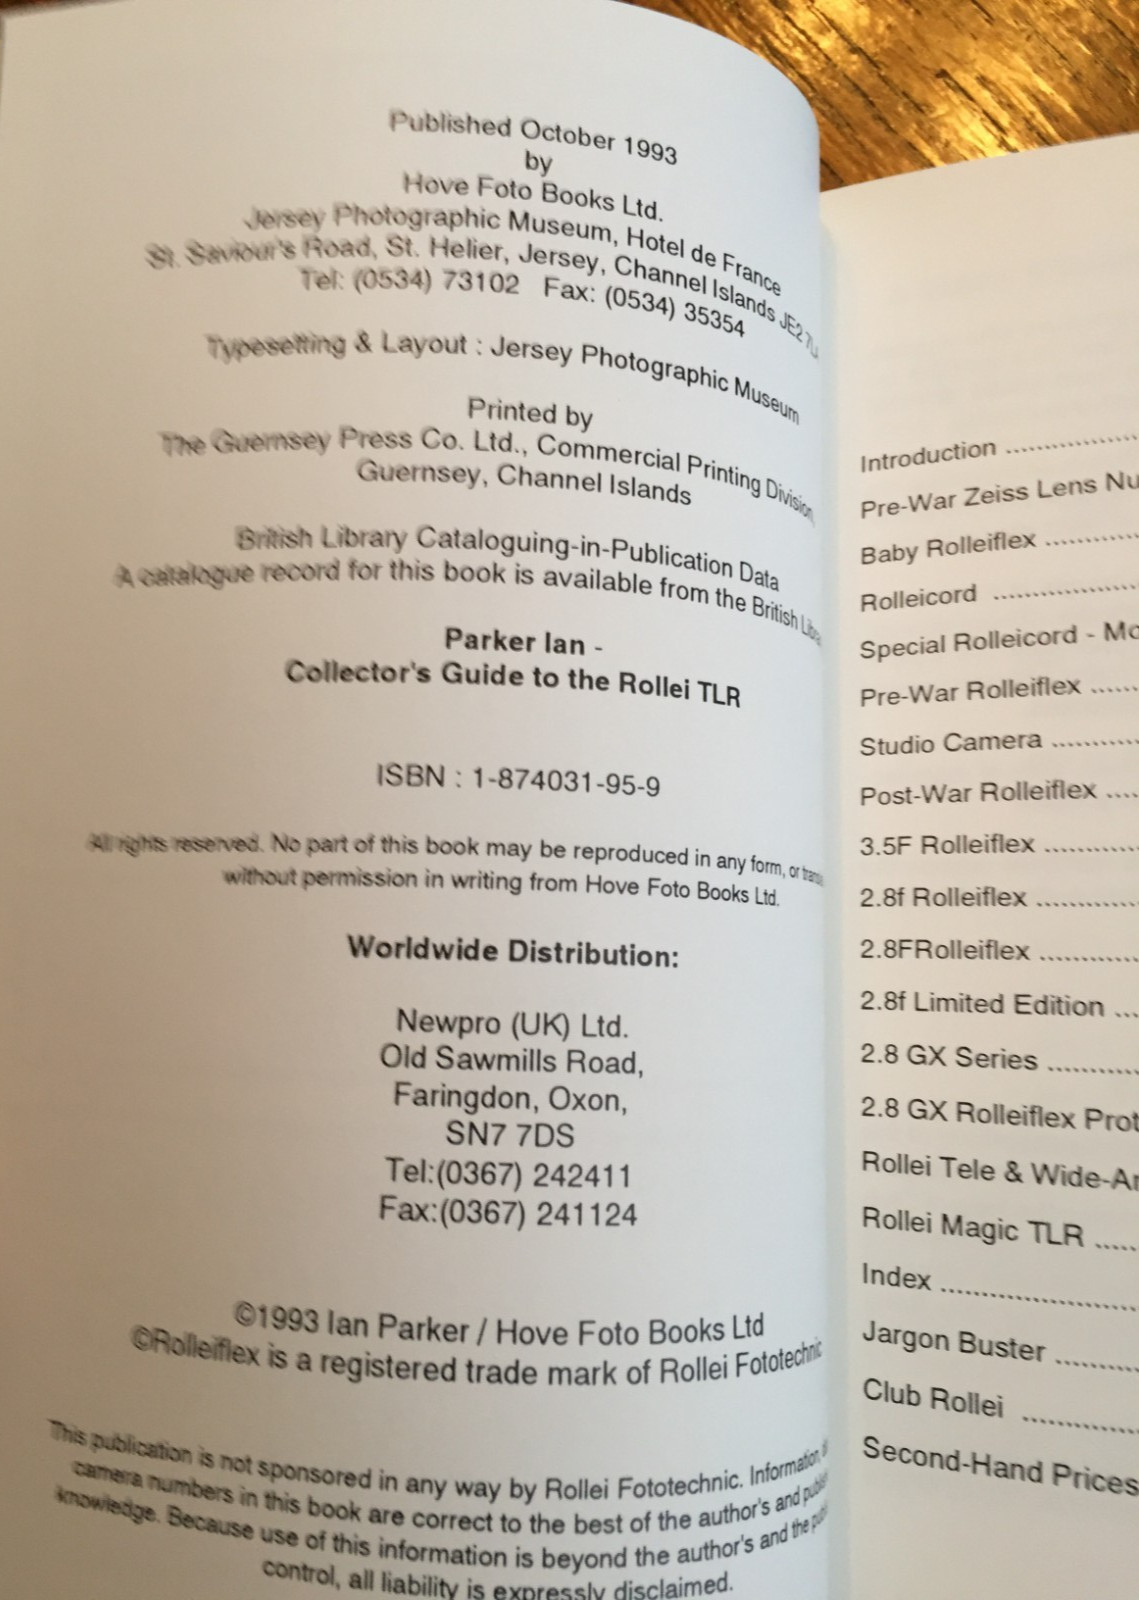 Published October 1993
by
Hove Foto Books Ltd.
Jersey Photographic Museum, Hotel de France
St. Saviour's Road, St. Helier, Jersey, Channel Islands JE2
Tel: (0534) 73102 Fax: (0534) 35354
Typesetting & Layout : Jersey Photographic Museum
Printed by
The Guernsey Press Co. Ltd., Commercial Printing Division
Guernsey, Channel Islands
British Library Cataloguing-in-Publication Data
A catalogue record for this book is available from the British
Parker Ian -
Collector's Guide to the Rollei TLR
ISBN : 1-874031-95-9
All rights reserved. No part of this book may be reproduced in any form, or
without permission in writing from Hove Foto Books Ltd.
Worldwide Distribution:
Newpro (UK) Ltd.
Old Sawmills Road,
Faringdon, Oxon,
SN7 7DS
Tel:(0367) 242411
Fax:(0367) 241124
©1993 Ian Parker / Hove Foto Books Ltd
©Rolleiflex is a registered trade mark of Rollei Fototechnic
This publication is not sponsored in any way by Rollei Fototechnic. Information
camera numbers in this book are correct to the best of the author's and
knowledge. Because use of this information is beyond the author's and the
control, all liability is expressly disclaimed.
Introduction ..................
Pre-War Zeiss Lens Nu
Baby Rolleiflex .............
Rolleicord ....................
Special Rolleicord - Mo
Pre-War Rolleiflex ......
Studio Camera ............
Post-War Rolleiflex ....
3.5F Rolleiflex .............
2.8f Rolleiflex ..............
2.8FRolleiflex ..............
2.8f Limited Edition ...
2.8 GX Series .............
2.8 GX Rolleiflex Prot
Rollei Tele & Wide-An
Rollei Magic TLR .....
Index ...........................
Jargon Buster ...........
Club Rollei ................
Second-Hand Prices